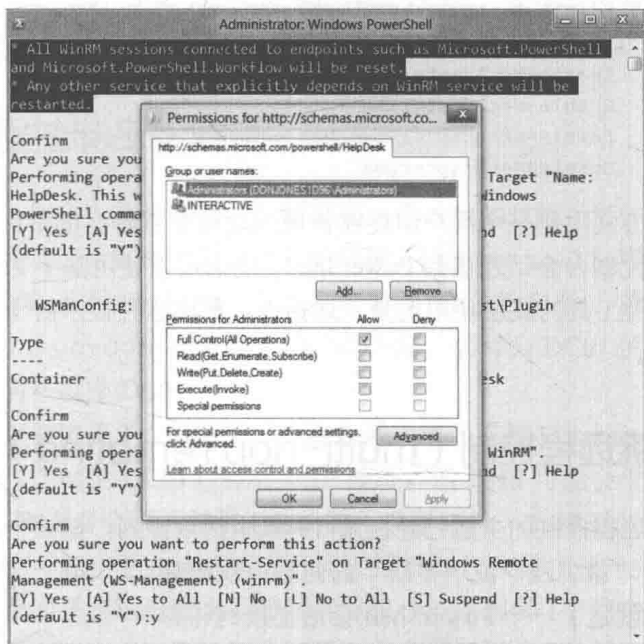 Administrator: Windows PowerShell
* All WinRM sessions connected to endpoints such as Microsoft.PowerShell
and Microsoft.PowerShell.Workflow will be reset.
* Any other service that explicitly depends on WinRM service will be
restarted.
Permissions for http://schemas.microsoft.co...
http://schemas.microsoft.com/powershell/HelpDesk
Group or user names:
Administrators (DDNJONES1D96\Administrators)
INTERACTIVE
Add...
Remove
Permissions for Administrators
Allow
Deny
Full Control(All Operations)
Read(Get,Enumerate,Subscribe)
Write(Put,Delete,Create)
Execute(Invoke)
Special permissions
For special permissions or advanced settings,
click Advanced.
Advanced
Learn about access control and permissions
OK
Cancel
Apply
Confirm
Are you sure you
Performing opera Target "Name:
HelpDesk. This w Windows
PowerShell comma
[Y] Yes [A] Yes nd [?] Help
(default is "Y")
WSManConfig: st\Plugin
Type
----
Container esk
Confirm
Are you sure you
Performing opera WinRM".
[Y] Yes [A] Yes nd [?] Help
(default is "Y")
Confirm
Are you sure you want to perform this action?
Performing operation "Restart-Service" on Target "Windows Remote
Management (WS-Management) (winrm)".
[Y] Yes [A] Yes to All [N] No [L] No to All [S] Suspend [?] Help
(default is "Y"):y